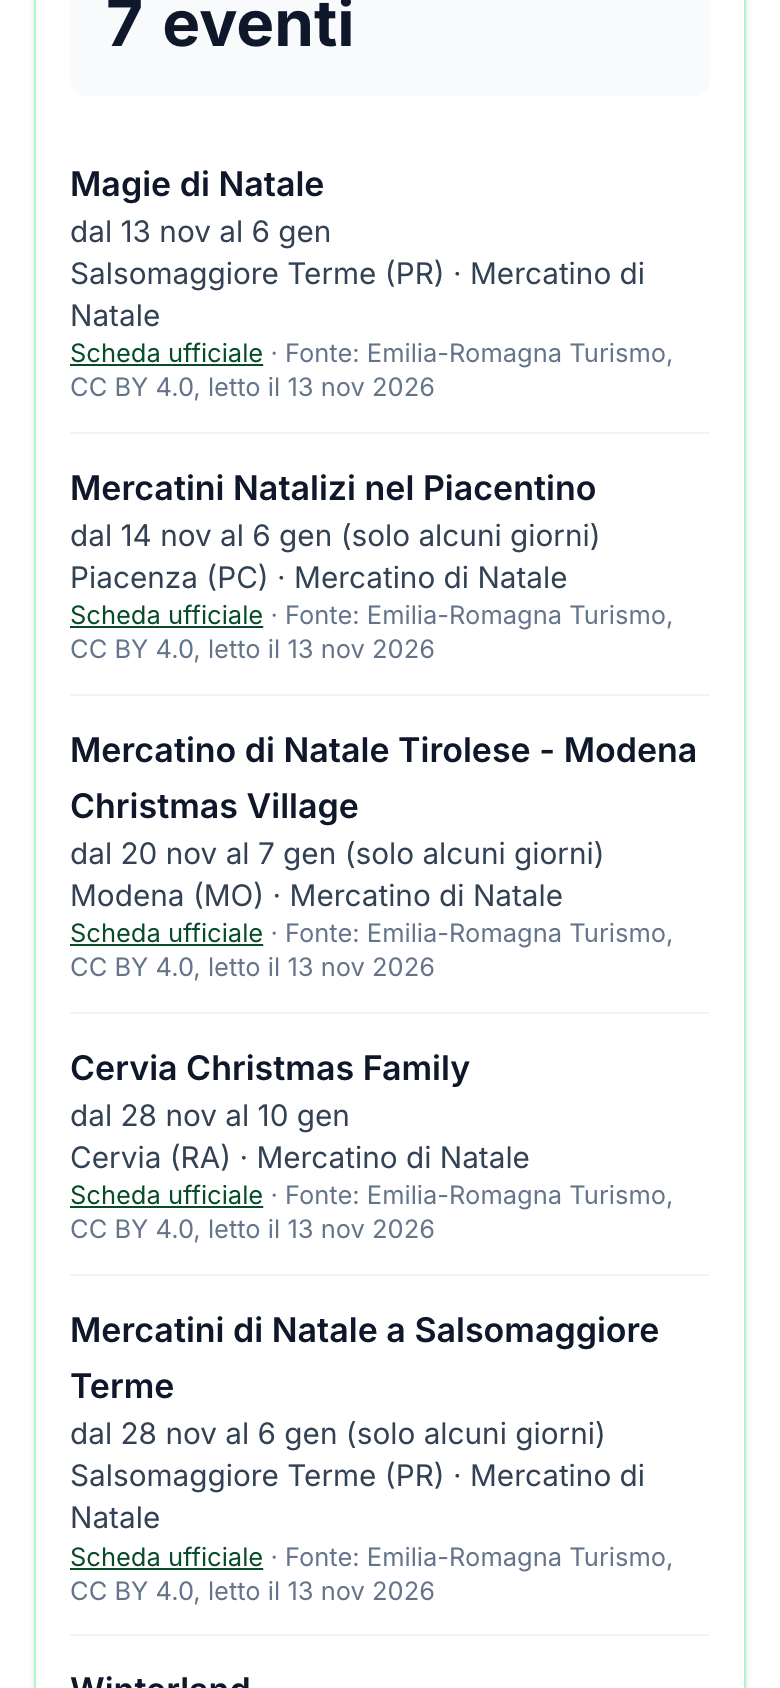 7 eventi
Magie di Natale
dal 13 nov al 6 gen
Salsomaggiore Terme (PR) · Mercatino di
Natale
Scheda ufficiale · Fonte: Emilia-Romagna Turismo,
CC BY 4.0, letto il 13 nov 2026
Mercatini Natalizi nel Piacentino
dal 14 nov al 6 gen (solo alcuni giorni)
Piacenza (PC) · Mercatino di Natale
Scheda ufficiale · Fonte: Emilia-Romagna Turismo,
CC BY 4.0, letto il 13 nov 2026
Mercatino di Natale Tirolese - Modena
Christmas Village
dal 20 nov al 7 gen (solo alcuni giorni)
Modena (MO) · Mercatino di Natale
Scheda ufficiale · Fonte: Emilia-Romagna Turismo,
CC BY 4.0, letto il 13 nov 2026
Cervia Christmas Family
dal 28 nov al 10 gen
Cervia (RA) · Mercatino di Natale
Scheda ufficiale · Fonte: Emilia-Romagna Turismo,
CC BY 4.0, letto il 13 nov 2026
Mercatini di Natale a Salsomaggiore
Terme
dal 28 nov al 6 gen (solo alcuni giorni)
Salsomaggiore Terme (PR) · Mercatino di
Natale
Scheda ufficiale · Fonte: Emilia-Romagna Turismo,
CC BY 4.0, letto il 13 nov 2026
Winterland